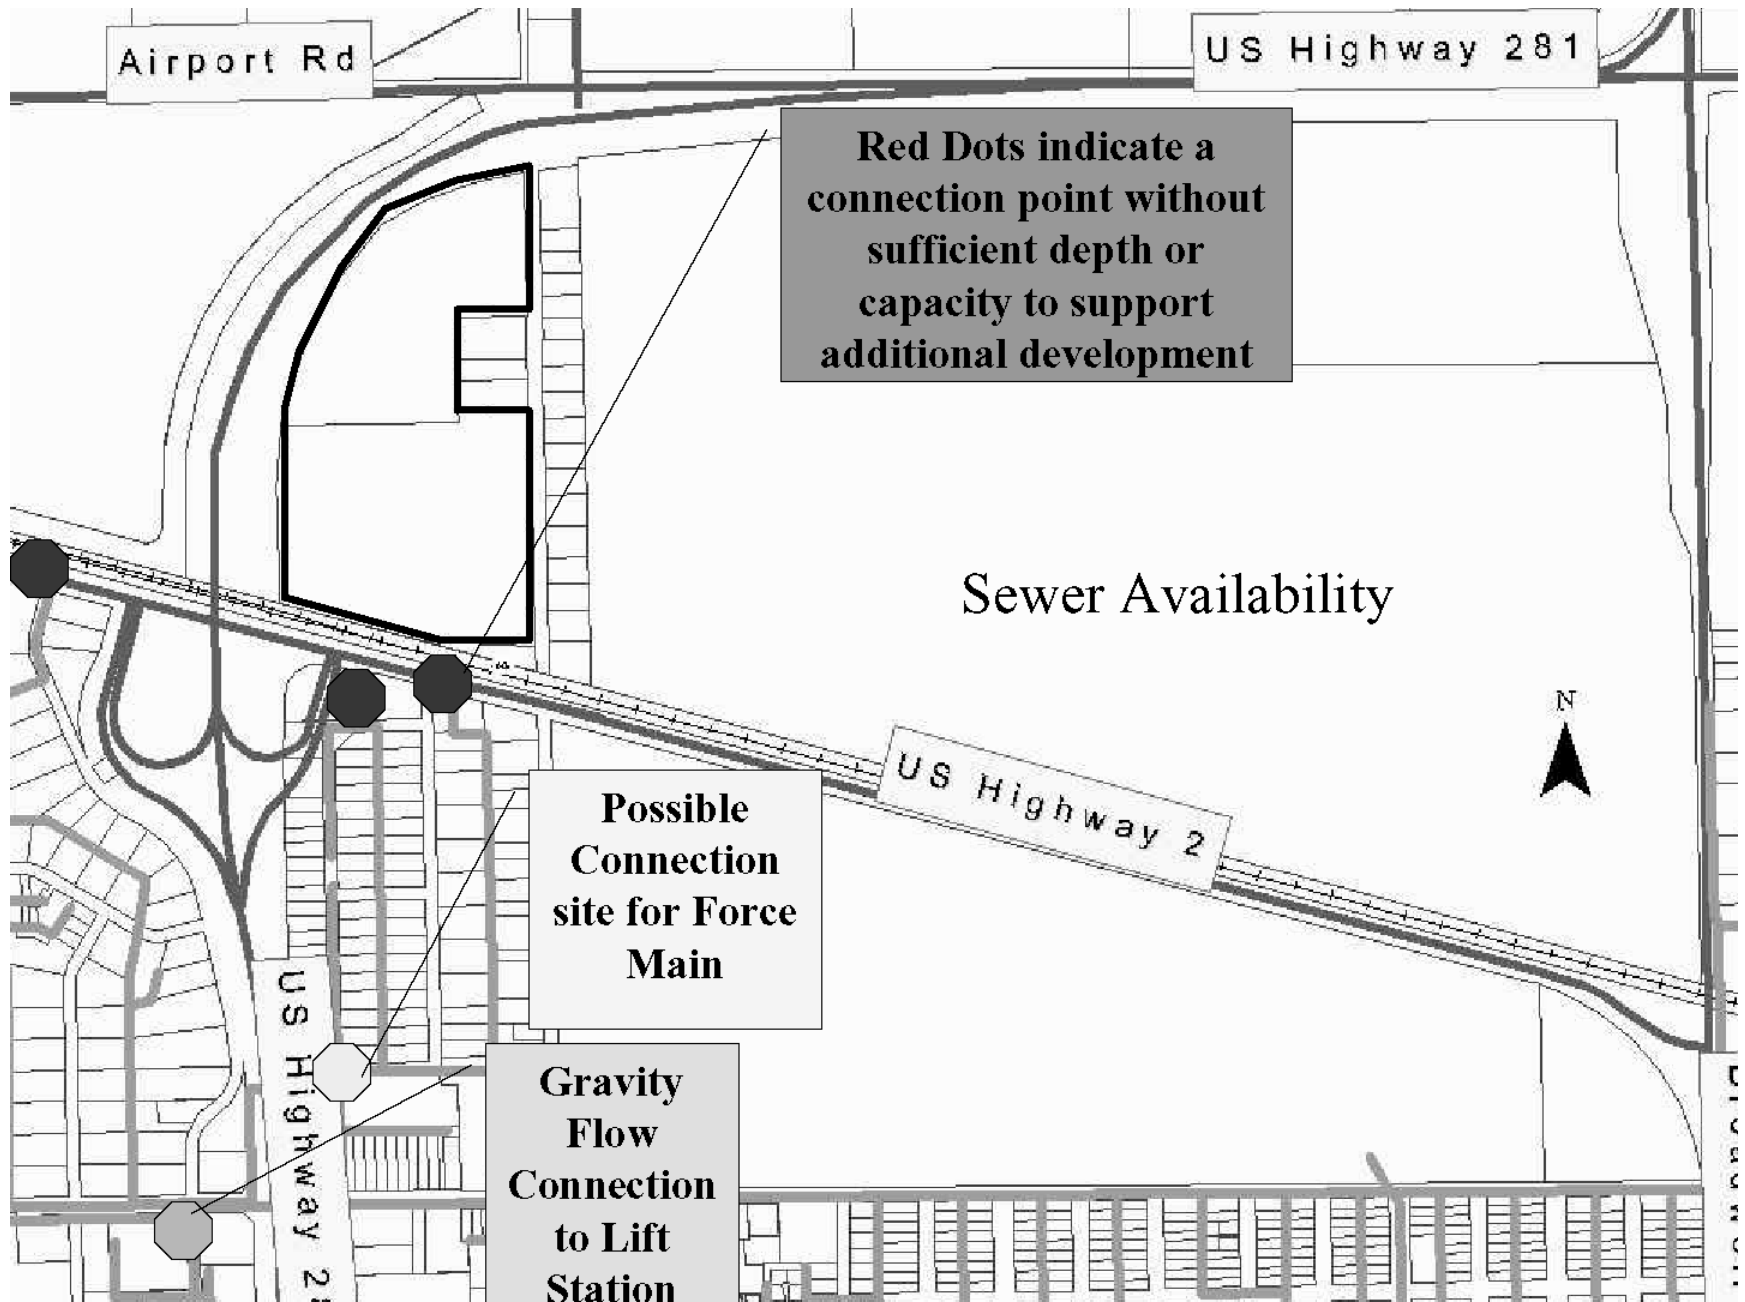 Airport Rd
US Highway 281
Red Dots indicate a
connection point without
sufficient depth or
capacity to support
additional development
Sewer Availability
N
US Highway 2
Possible
Connection
site for Force
Main
US Highway 28
Gravity
Flow
Connection
to Lift
Station